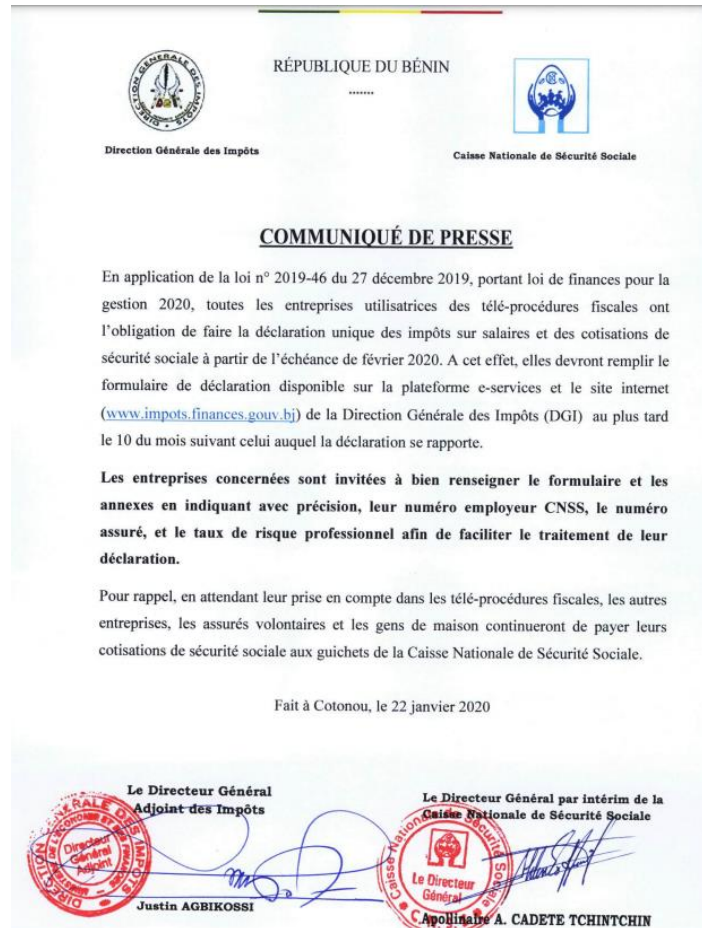 DIRECTION GENERALE DES IMPÔTS
RÉPUBLIQUE DU BÉNIN
.......
Direction Générale des Impôts
Caisse Nationale de Sécurité Sociale
COMMUNIQUÉ DE PRESSE
En application de la loi n° 2019-46 du 27 décembre 2019, portant loi de finances pour la
gestion 2020, toutes les entreprises utilisatrices des télé-procédures fiscales ont
l'obligation de faire la déclaration unique des impôts sur salaires et des cotisations de
sécurité sociale à partir de l'échéance de février 2020. A cet effet, elles devront remplir le
formulaire de déclaration disponible sur la plateforme e-services et le site internet
(www.impots.finances.gouv.bj) de la Direction Générale des Impôts (DGI) au plus tard
le 10 du mois suivant celui auquel la déclaration se rapporte.
Les entreprises concernées sont invitées à bien renseigner le formulaire et les
annexes en indiquant avec précision, leur numéro employeur CNSS, le numéro
assuré, et le taux de risque professionnel afin de faciliter le traitement de leur
déclaration.
Pour rappel, en attendant leur prise en compte dans les télé-procédures fiscales, les autres
entreprises, les assurés volontaires et les gens de maison continueront de payer leurs
cotisations de sécurité sociale aux guichets de la Caisse Nationale de Sécurité Sociale.
Fait à Cotonou, le 22 janvier 2020
Le Directeur Général
Adjoint des Impôts
Directeur
Général
Adjoint
Justin AGBIKOSSI
Le Directeur Général par intérim de la
Caisse Nationale de Sécurité Sociale
Caisse Nationale de Sécurité Sociale
Le Directeur
Général
Apollinaire A. CADETE TCHINTCHIN